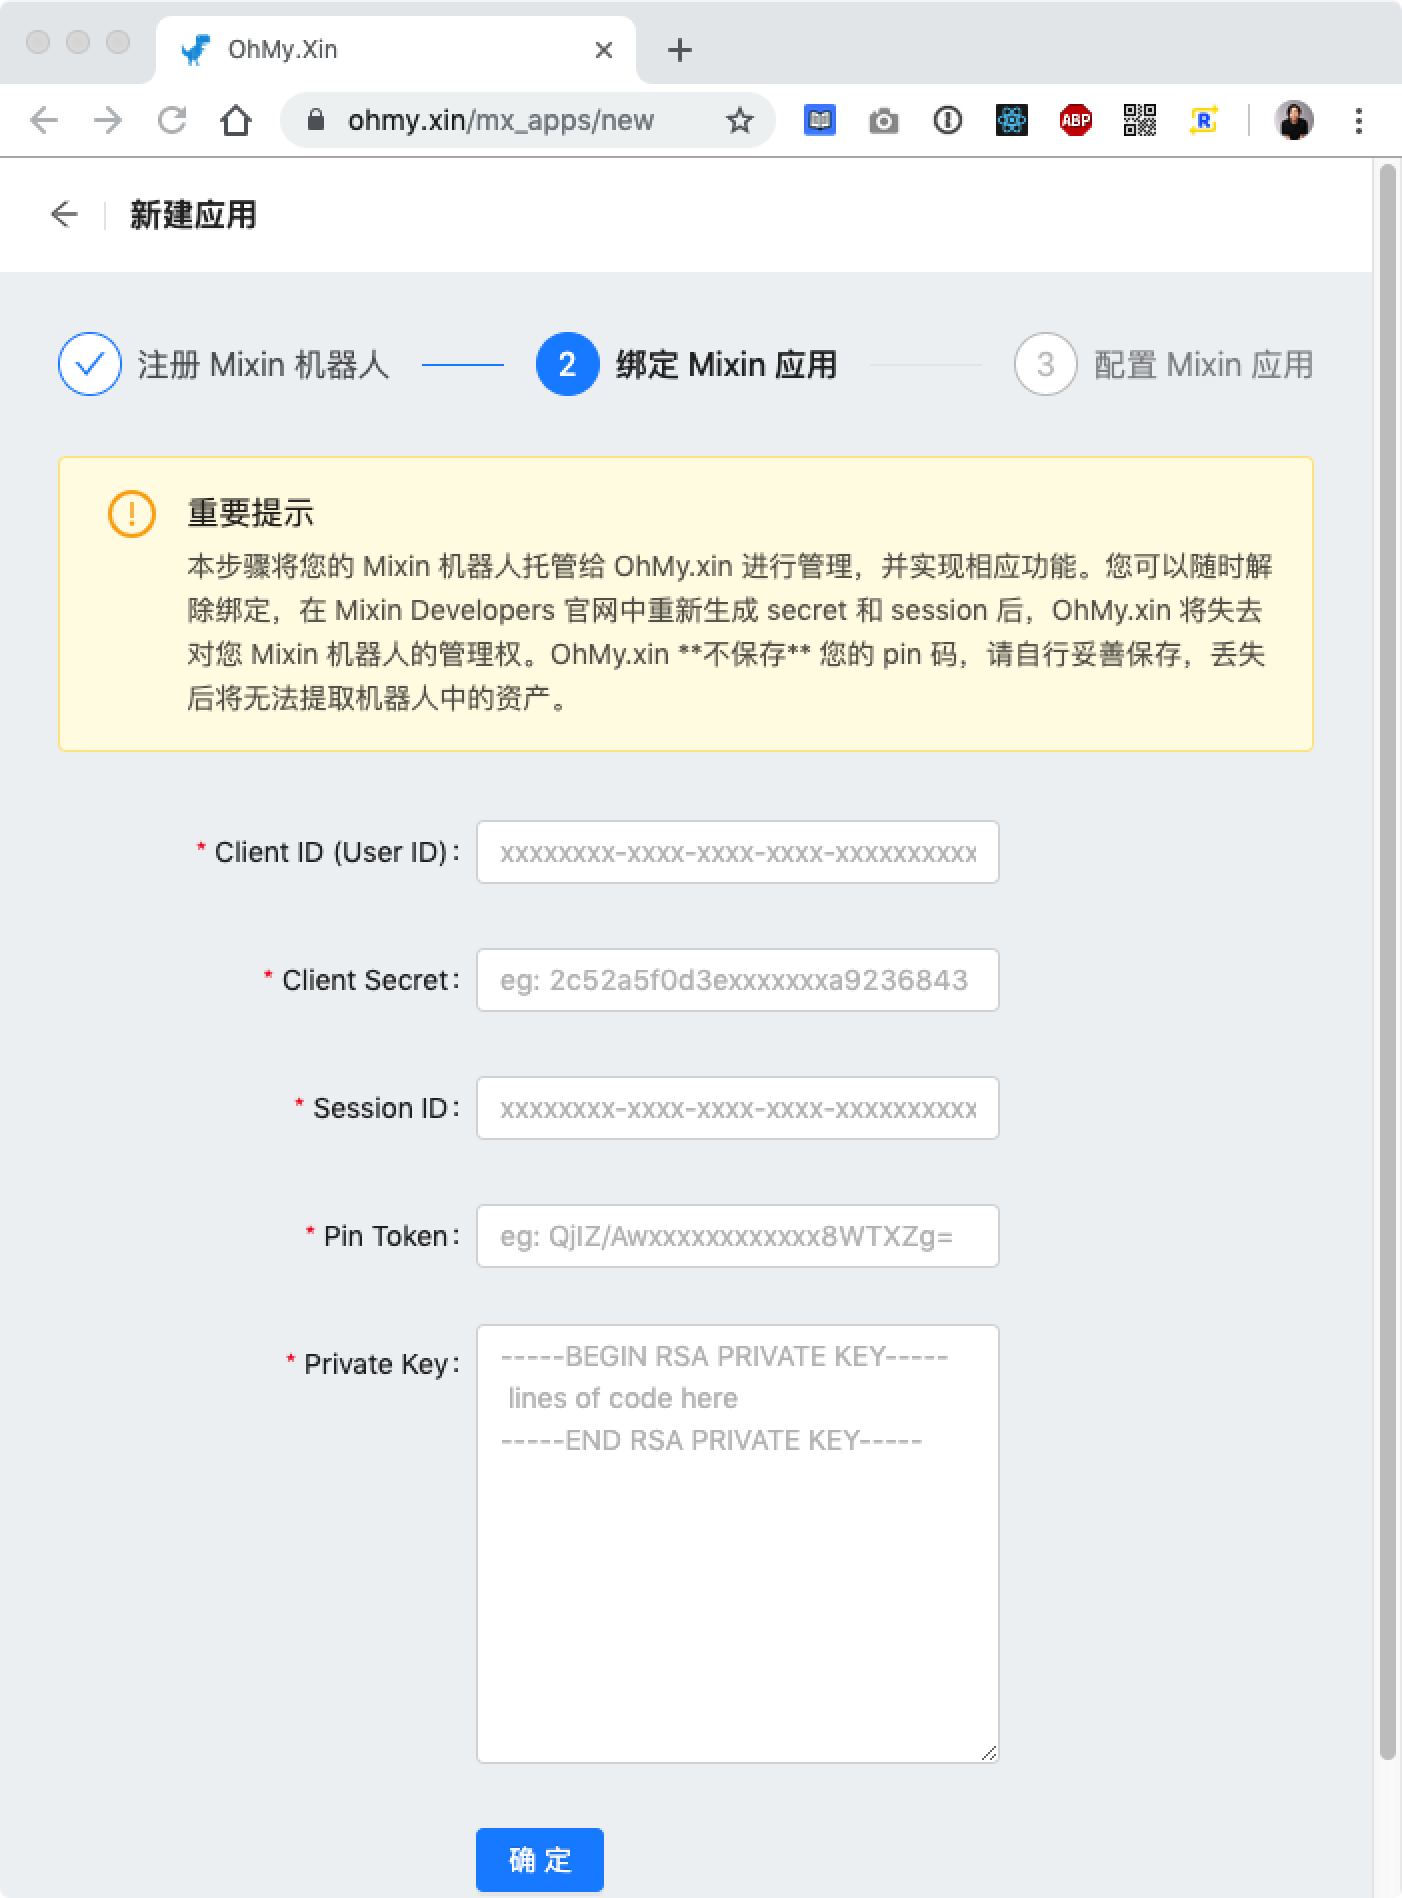 OhMy.Xin
ohmy.xin/mx_apps/new
ABP
R
新建应用
注册 Mixin 机器人
2 绑定 Mixin 应用
3 配置 Mixin 应用
重要提示
本步骤将您的 Mixin 机器人托管给 OhMy.xin 进行管理，并实现相应功能。您可以随时解
除绑定，在 Mixin Developers 官网中重新生成 secret 和 session 后，OhMy.xin 将失去
对您 Mixin 机器人的管理权。OhMy.xin **不保存** 您的 pin 码，请自行妥善保存，丢失
后将无法提取机器人中的资产。
* Client ID (User ID): xxxxxxxx-xxxx-xxxx-xxxx-xxxxxxxxxx
* Client Secret: eg: 2c52a5f0d3exxxxxxxa9236843
* Session ID: xxxxxxxx-xxxx-xxxx-xxxx-xxxxxxxxxx
* Pin Token: eg: QjIZ/Awxxxxxxxxxxxx8WTXZg=
* Private Key: -----BEGIN RSA PRIVATE KEY-----
lines of code here
-----END RSA PRIVATE KEY-----
确 定